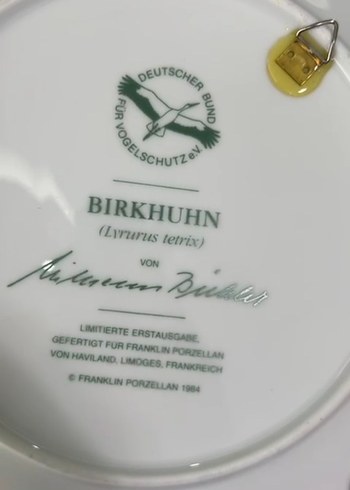 DEUTSCHER BUND
FÜR VOGELSCHUTZ e.V.
BIRKHUHN
(Lyrurus tetrix)
VON
LIMITIERTE ERSTAUSGABE,
GEFERTIGT FÜR FRANKLIN PORZELLAN
VON HAVILAND, LIMOGES, FRANKREICH
© FRANKLIN PORZELLAN 1984